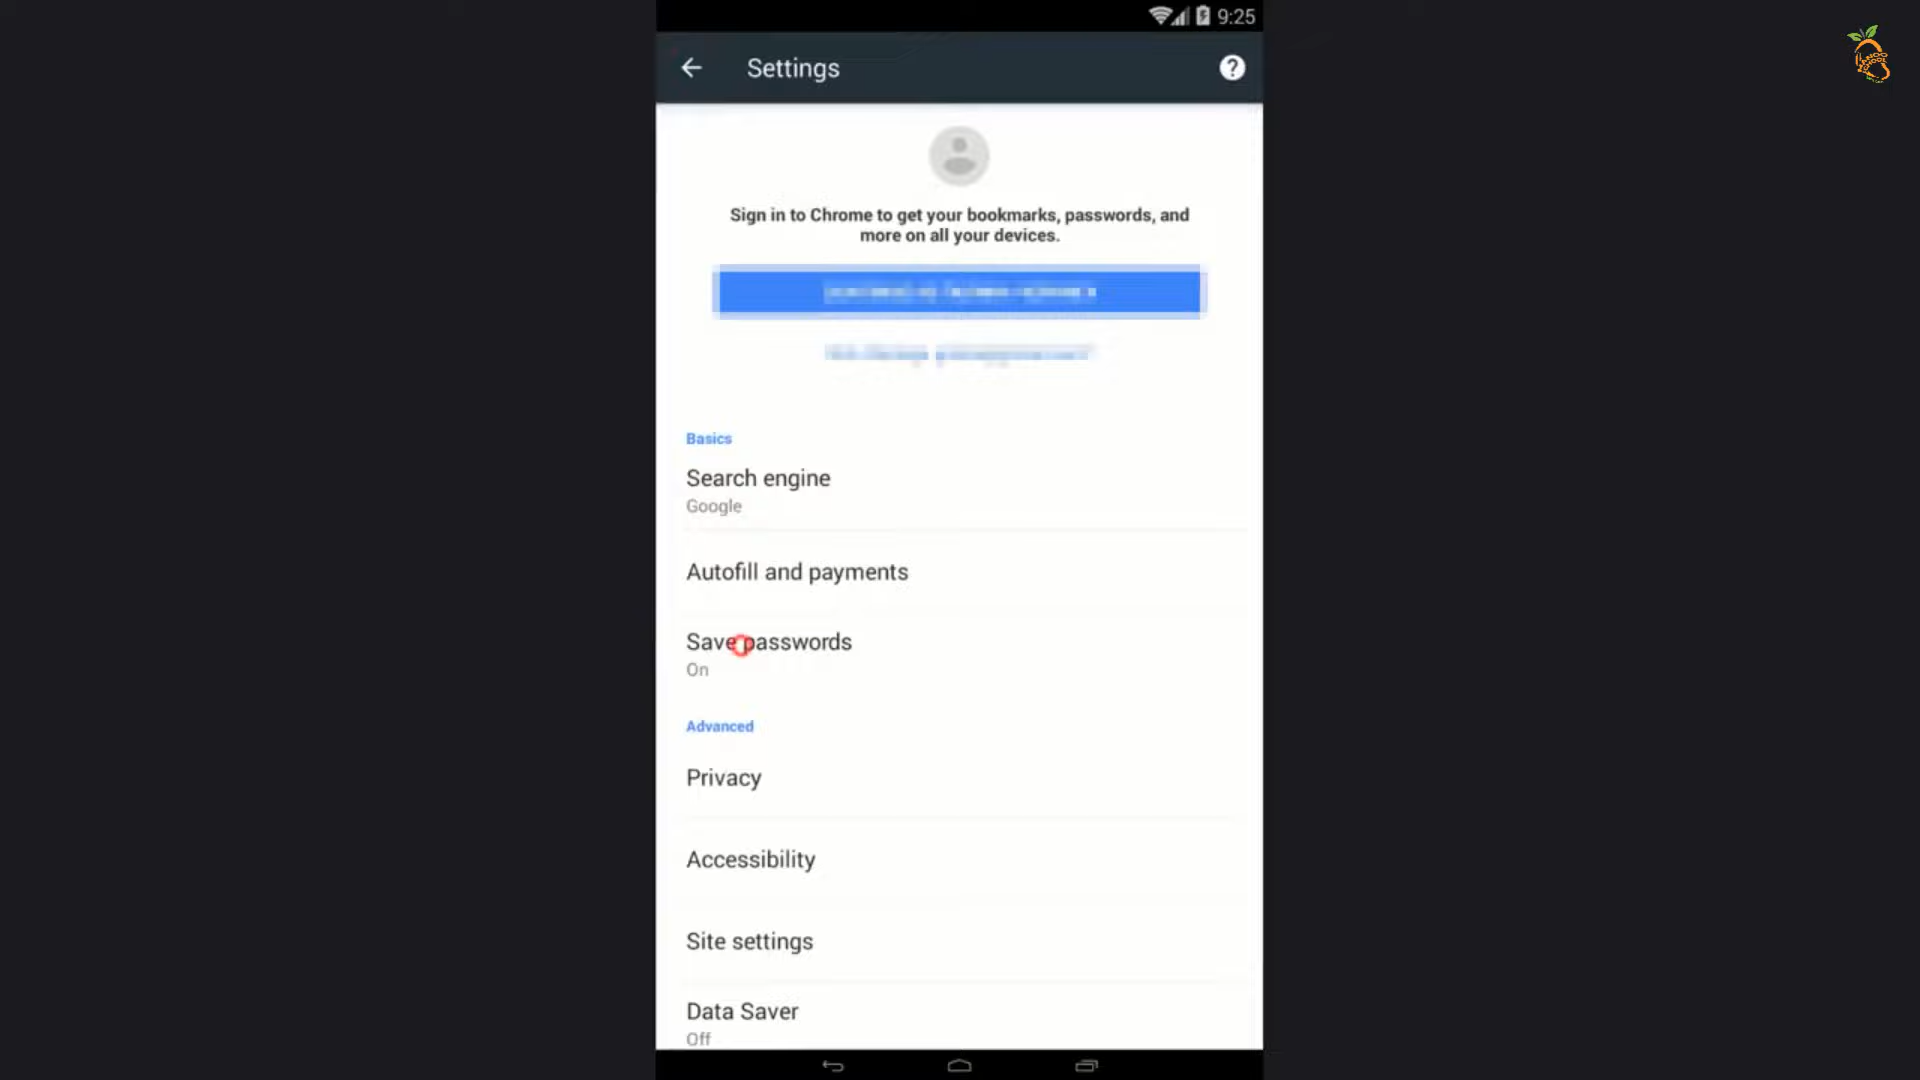 9:25
Settings
Sign in to Chrome to get your bookmarks, passwords, and
more on all your devices.
Basics
Search engine
Google
Autofill and payments
Save passwords
On
Advanced
Privacy
Accessibility
Site settings
Data Saver
Off